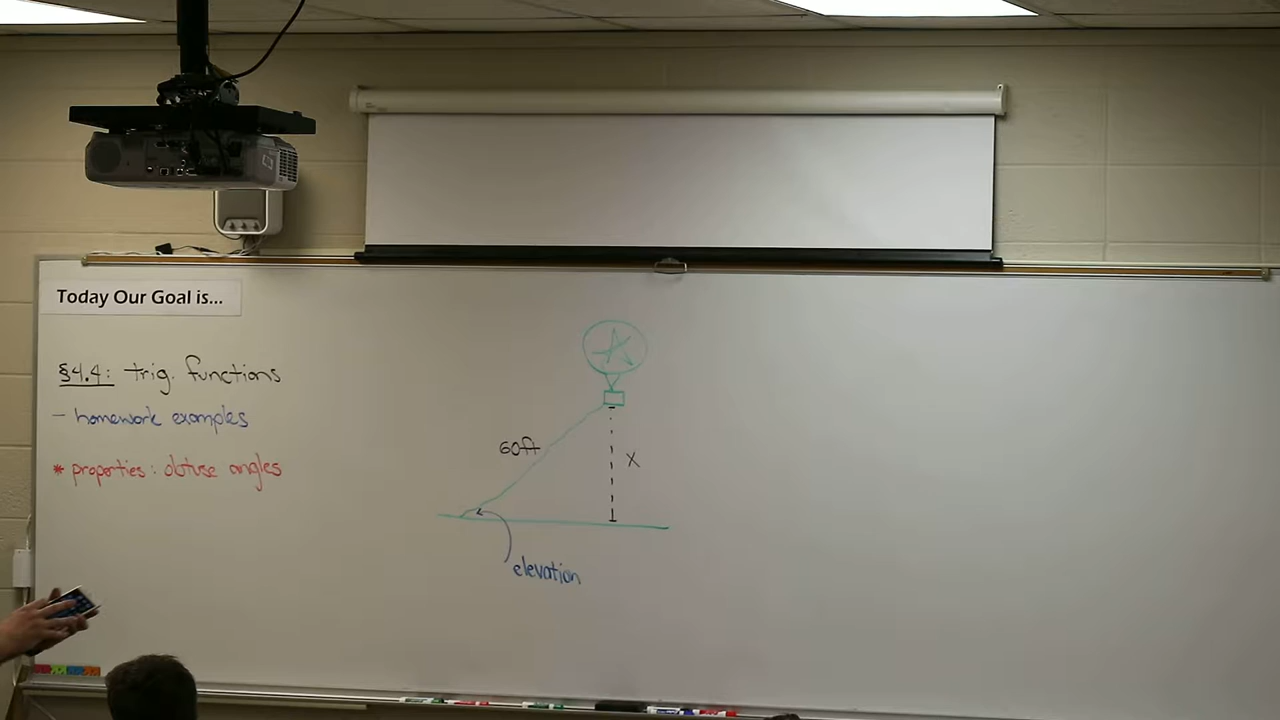 Today Our Goal is...
§4.4: trig. functions
- homework examples
* properties: obtuse angles
60ft
x
elevation